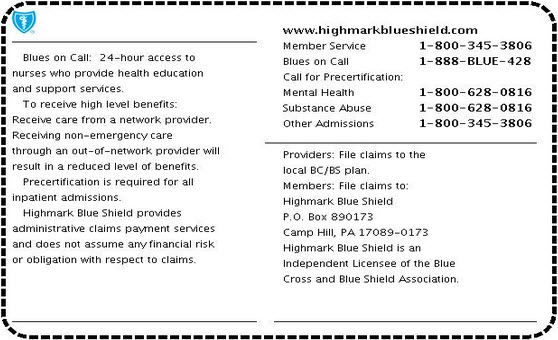 Blues on Call: 24-hour access to
nurses who provide health education
and support services.
To receive high level benefits:
Receive care from a network provider.
Receiving non-emergency care
through an out-of-network provider will
result in a reduced level of benefits.
Precertification is required for all
inpatient admissions.
Highmark Blue Shield provides
administrative claims payment services
and does not assume any financial risk
or obligation with respect to claims.
www.highmarkblueshield.com
Member Service 1-800-345-3806
Blues on Call 1-888-BLUE-428
Call for Precertification:
Mental Health 1-800-628-0816
Substance Abuse 1-800-628-0816
Other Admissions 1-800-345-3806
Providers: File claims to the
local BC/BS plan.
Members: File claims to:
Highmark Blue Shield
P.O. Box 890173
Camp Hill, PA 17089-0173
Highmark Blue Shield is an
Independent Licensee of the Blue
Cross and Blue Shield Association.